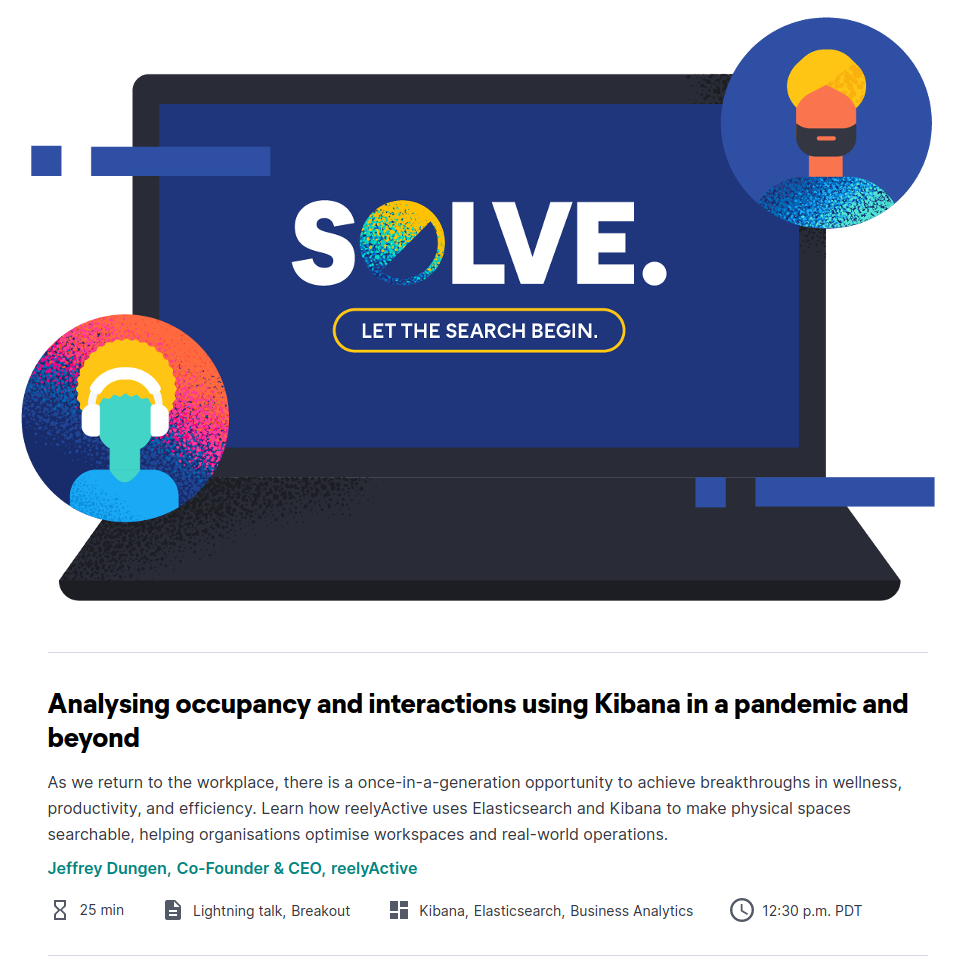 SOLVE.
LET THE SEARCH BEGIN.
Analysing occupancy and interactions using Kibana in a pandemic and
beyond
As we return to the workplace, there is a once-in-a-generation opportunity to achieve breakthroughs in wellness,
productivity, and efficiency. Learn how reelyActive uses Elasticsearch and Kibana to make physical spaces
searchable, helping organisations optimise workspaces and real-world operations.
Jeffrey Dungen, Co-Founder & CEO, reelyActive
25 min Lightning talk, Breakout Kibana, Elasticsearch, Business Analytics 12:30 p.m. PDT